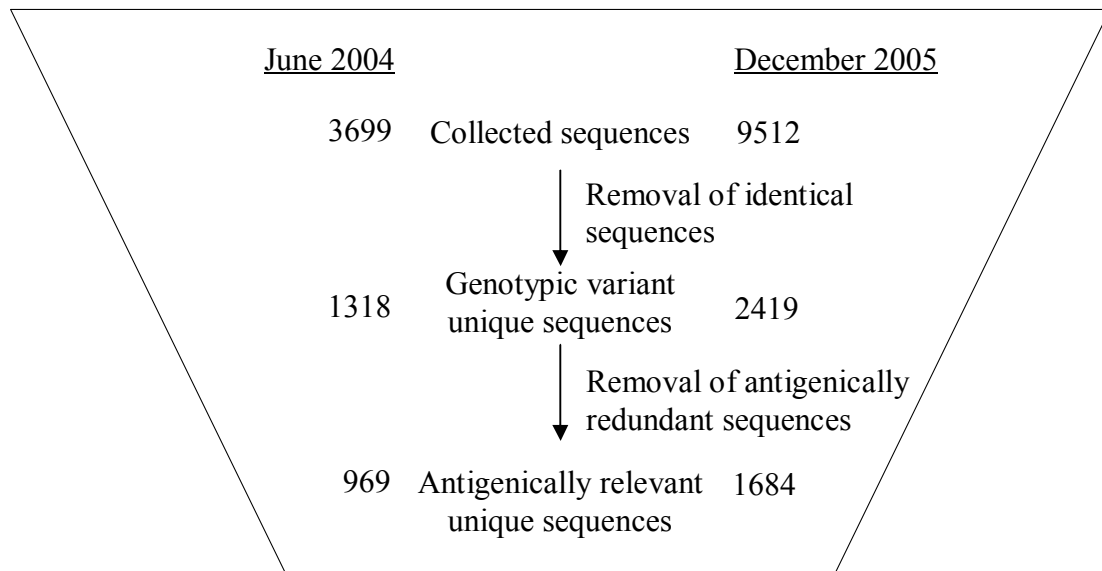 June 2004 December 2005
3699 Collected sequences 9512
Removal of identical
sequences
1318 Genotypic variant
unique sequences 2419
Removal of antigenically
redundant sequences
969 Antigenically relevant
unique sequences 1684